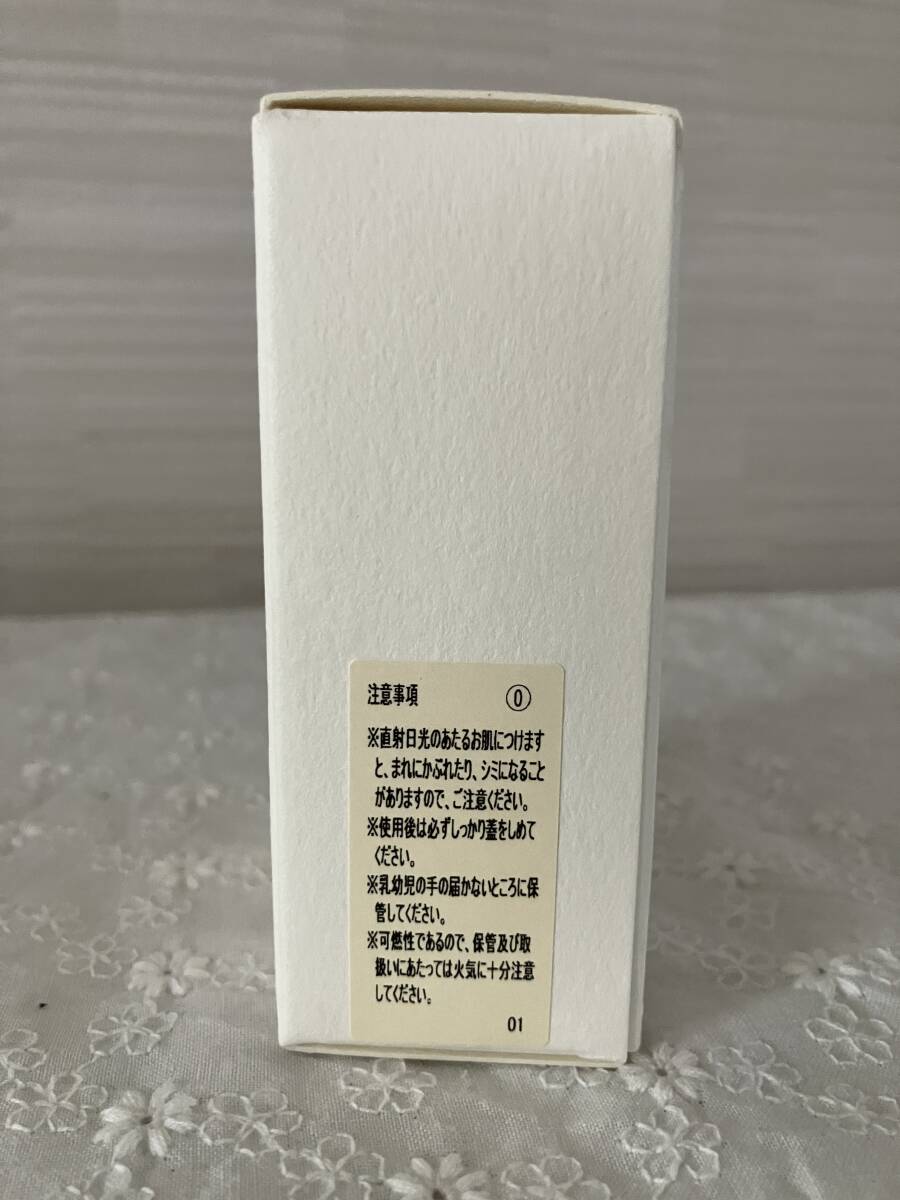 注意事項 ⓪
※直射日光のあたるお肌につけます
と、まれにかぶれたり、シミになること
がありますので、ご注意ください。
※使用後は必ずしっかり蓋をしめて
ください。
※乳幼児の手の届かないところに保
管してください。
※可燃性であるので、保管及び取
扱いにあたっては火気に十分注意
してください。
01